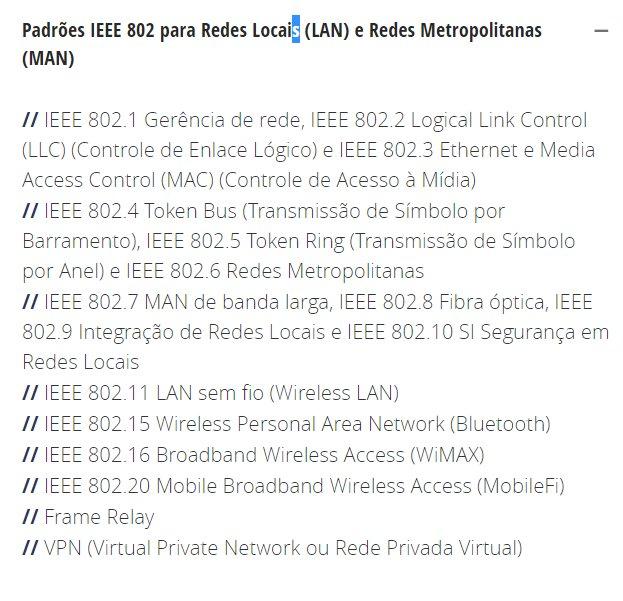 Padrões IEEE 802 para Redes Locais (LAN) e Redes Metropolitanas
(MAN)
// IEEE 802.1 Gerência de rede, IEEE 802.2 Logical Link Control
(LLC) (Controle de Enlace Lógico) e IEEE 802.3 Ethernet e Media
Access Control (MAC) (Controle de Acesso à Mídia)
// IEEE 802.4 Token Bus (Transmissão de Símbolo por
Barramento), IEEE 802.5 Token Ring (Transmissão de Símbolo
por Anel) e IEEE 802.6 Redes Metropolitanas
// IEEE 802.7 MAN de banda larga, IEEE 802.8 Fibra óptica, IEEE
802.9 Integração de Redes Locais e IEEE 802.10 SI Segurança em
Redes Locais
// IEEE 802.11 LAN sem fio (Wireless LAN)
// IEEE 802.15 Wireless Personal Area Network (Bluetooth)
// IEEE 802.16 Broadband Wireless Access (WiMAX)
// IEEE 802.20 Mobile Broadband Wireless Access (MobileFi)
// Frame Relay
// VPN (Virtual Private Network ou Rede Privada Virtual)